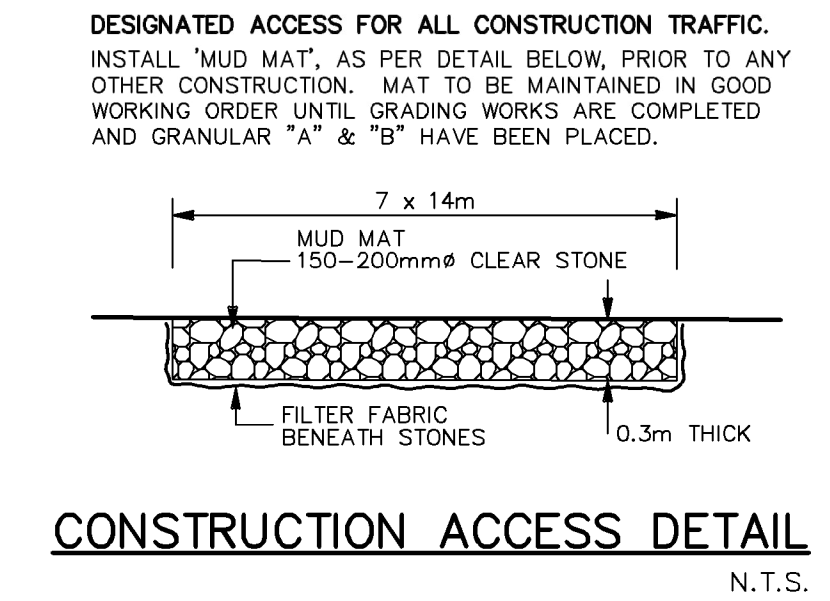 DESIGNATED ACCESS FOR ALL CONSTRUCTION TRAFFIC.
INSTALL 'MUD MAT', AS PER DETAIL BELOW, PRIOR TO ANY
OTHER CONSTRUCTION. MAT TO BE MAINTAINED IN GOOD
WORKING ORDER UNTIL GRADING WORKS ARE COMPLETED
AND GRANULAR "A" & "B" HAVE BEEN PLACED.
7 x 14m
MUD MAT
150-200mmø CLEAR STONE
FILTER FABRIC
BENEATH STONES
0.3m THICK
CONSTRUCTION ACCESS DETAIL
N.T.S.